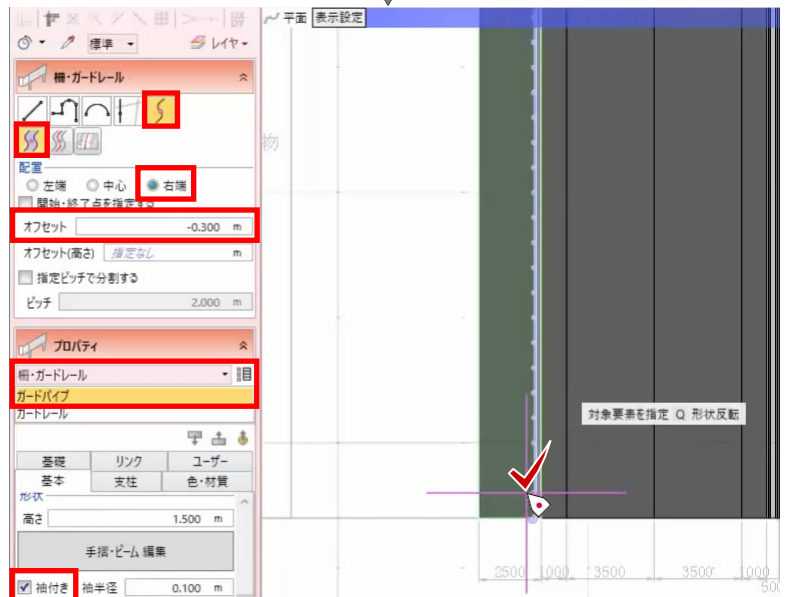 平面 表示設定
標準
レイヤ
柵・ガードレール
配置
左端 中心 右端
開始・終了点を指定する
オフセット -0.300 m
オフセット(高さ) 指定なし m
指定ピッチで分割する
ピッチ 2.000 m
プロパティ
柵・ガードレール
ガードパイプ
ガードレール
基礎 リンク ユーザー
基本 支柱 色・材質
形状
高さ 1.500 m
手摺・ビーム 編集
袖付き 袖半径 0.100 m
物
対象要素を指定 Q 形状反転
2500 1000 3500 3500 1000
500